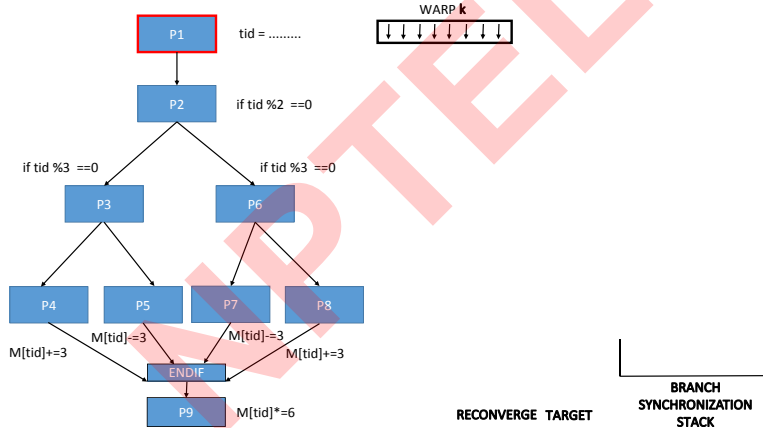 WARP k
P1
tid = .........
P2
if tid %2 ==0
if tid %3 ==0
if tid %3 ==0
P3
P6
P4
P5
P7
P8
M[tid]+=3
M[tid]-=3
M[tid]-=3
M[tid]+=3
ENDIF
P9
M[tid]*=6
RECONVERGE TARGET
BRANCH
SYNCHRONIZATION
STACK
NPTEL